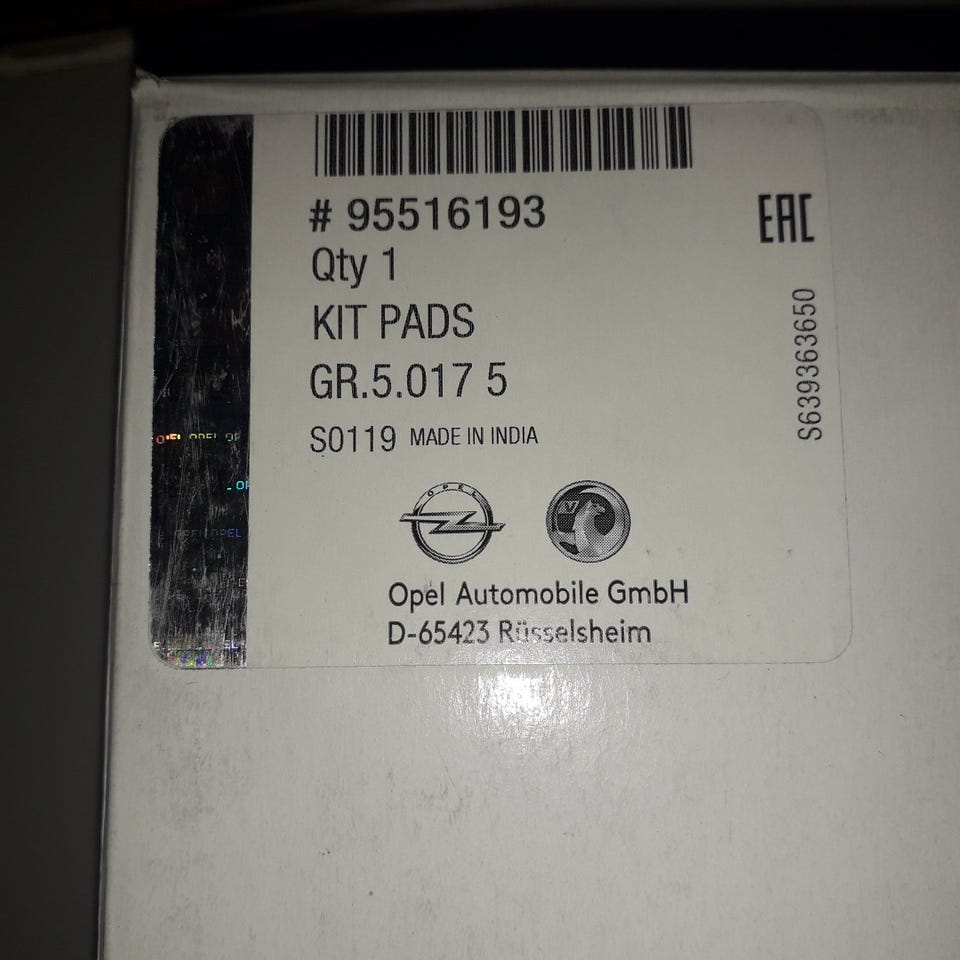 # 95516193
EAC
Qty 1
KIT PADS
GR.5.017 5
S0119 MADE IN INDIA
S639363650
OPEL
V
Opel Automobile GmbH
D-65423 Rüsselsheim
OPEL